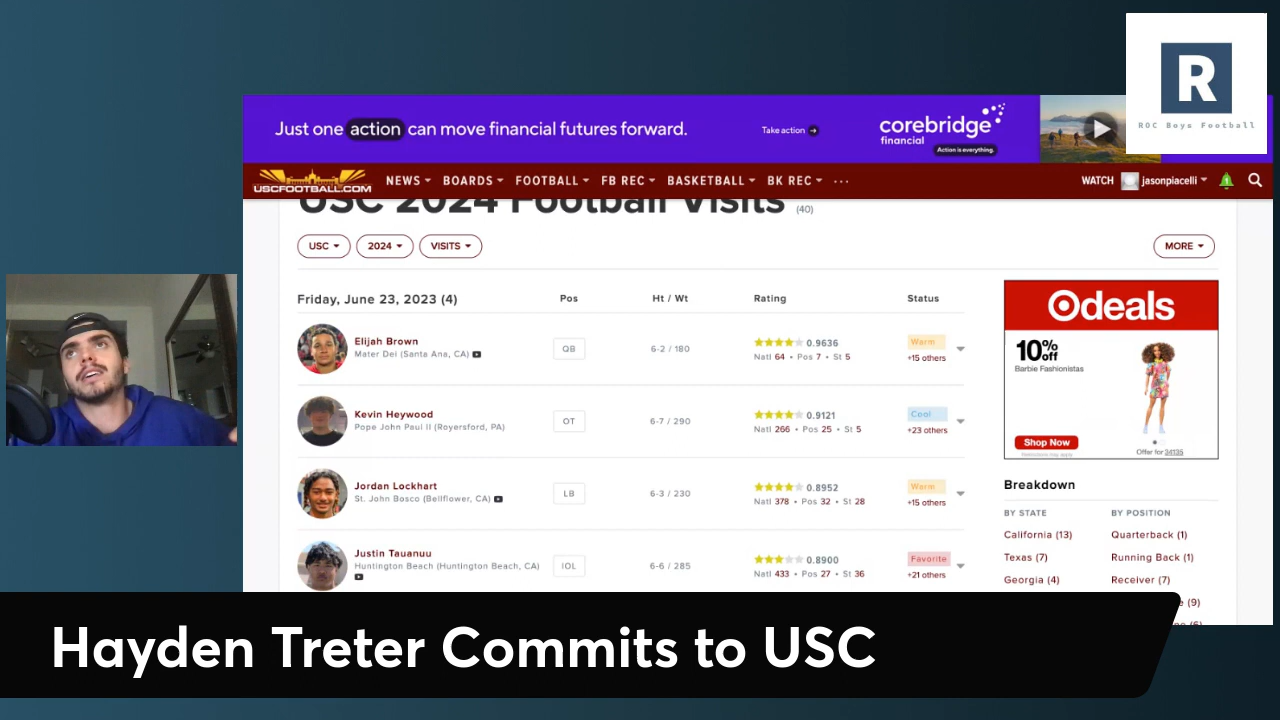 R
ROC Boys Football
Just one action can move financial futures forward.
Take action
corebridge
financial
Action is everything.
USCFOOTBALL.COM
NEWS BOARDS FOOTBALL FB REC BASKETBALL BK REC ...
WATCH jasonpiacelli 1
USC 2024 Football Visits (40)
USC 2024 VISITS MORE
Friday, June 23, 2023 (4) Pos Ht / Wt Rating Status
Elijah Brown
Mater Dei (Santa Ana, CA)
QB
6-2 / 180
0.9636
Natl 64 • Pos 7 • St 5
Warm
+15 others
Kevin Heywood
Pope John Paul II (Royersford, PA)
OT
6-7 / 290
0.9121
Natl 266 • Pos 25 • St 5
Cool
+23 others
Jordan Lockhart
St. John Bosco (Bellflower, CA)
LB
6-3 / 230
0.8952
Natl 378 • Pos 32 • St 28
Warm
+15 others
Justin Tauanuu
Huntington Beach (Huntington Beach, CA)
IOL
6-6 / 285
0.8900
Natl 433 • Pos 27 • St 36
Favorite
+21 others
deals
10%
off
Barbie Fashionistas
Shop Now
Restrictions may apply
Offer for 34135
Breakdown
BY STATE BY POSITION
California (13) Quarterback (1)
Texas (7) Running Back (1)
Georgia (4) Receiver (7)
(9)
Hayden Treter Commits to USC